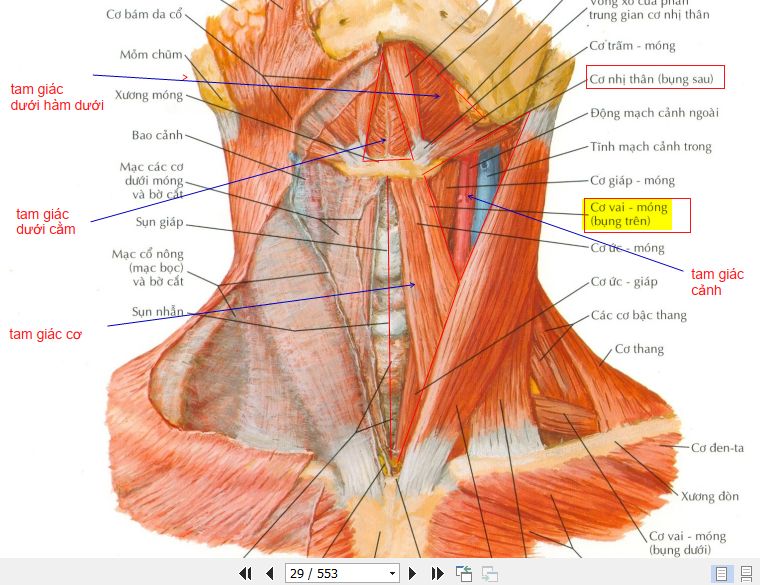 vòng xơ của phần
trung gian cơ nhị thân
Cơ bám da cổ
Mỏm chũm
Xương móng
Bao cảnh
Mạc các cơ
dưới móng
và bờ cắt
Sụn giáp
Mạc cổ nông
(mạc bọc)
và bờ cắt
Sụn nhẫn
tam giác
dưới hàm dưới
tam giác
dưới cằm
tam giác cơ
>
Cơ trâm - móng
Cơ nhị thân (bụng sau)
Động mạch cảnh ngoài
Tĩnh mạch cảnh trong
Cơ giáp - móng
Cơ vai - móng
(bụng trên)
Cơ ức - móng
tam giác
cảnh
Cơ ức - giáp
Các cơ bậc thang
Cơ thang
Cơ đen-ta
Xương đòn
Cơ vai - móng
(bụng dưới)
29 / 553